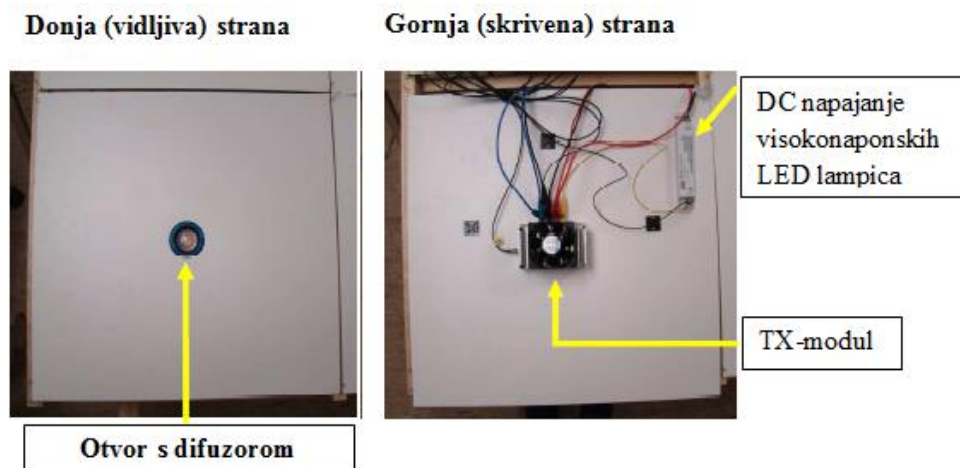 Donja (vidljiva) strana
Gornja (skrivena) strana
DC napajanje
visokonaponskih
LED lampica
TX-modul
Otvor s difuzorom